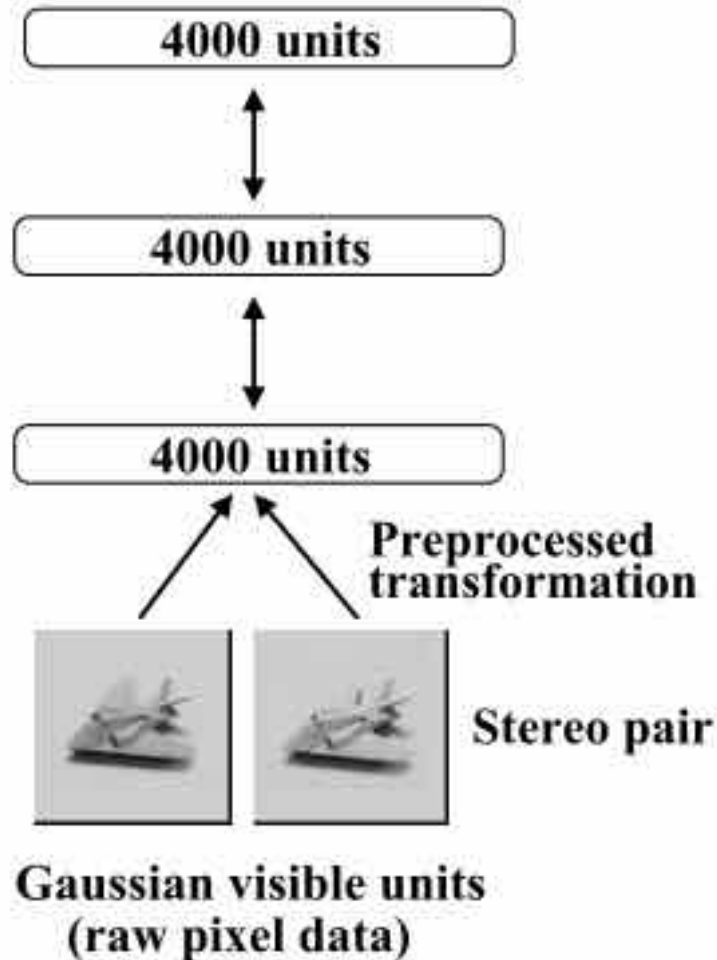 4000 units
4000 units
4000 units
Preprocessed
transformation
Stereo pair
Gaussian visible units
(raw pixel data)